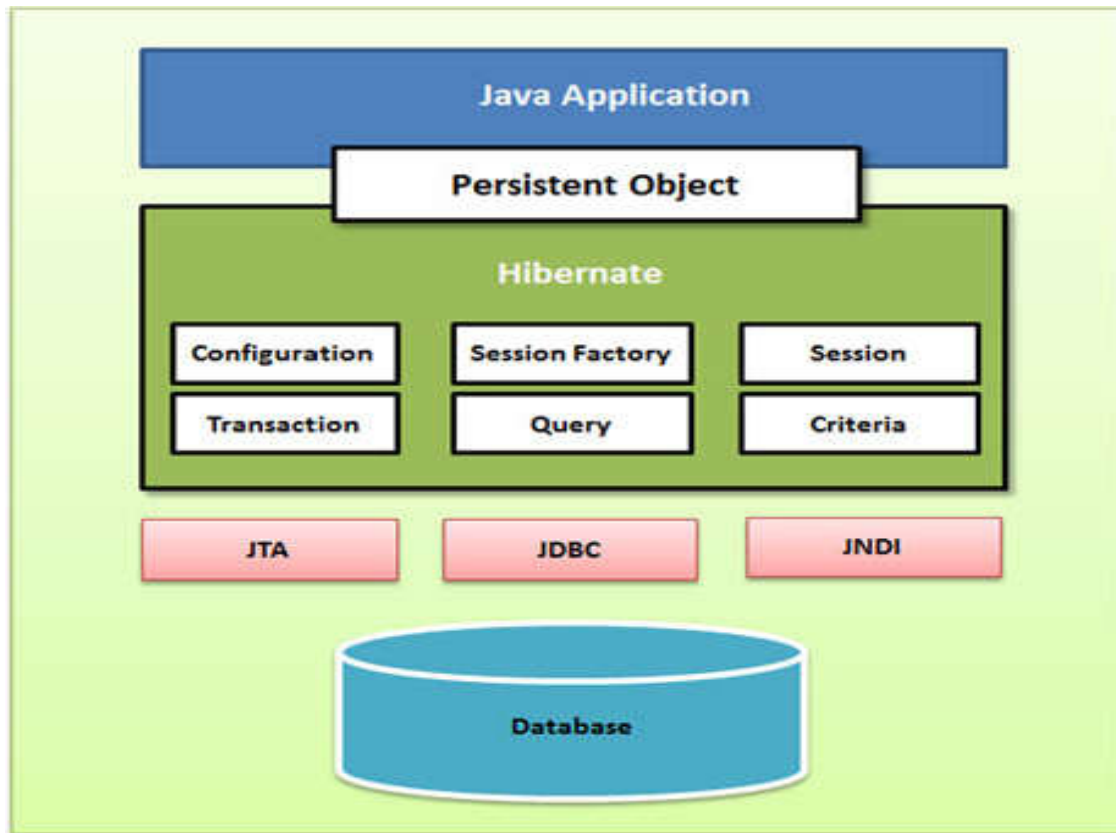 Java Application
Persistent Object
Hibernate
Configuration
Session Factory
Session
Transaction
Query
Criteria
JTA
JDBC
JNDI
Database